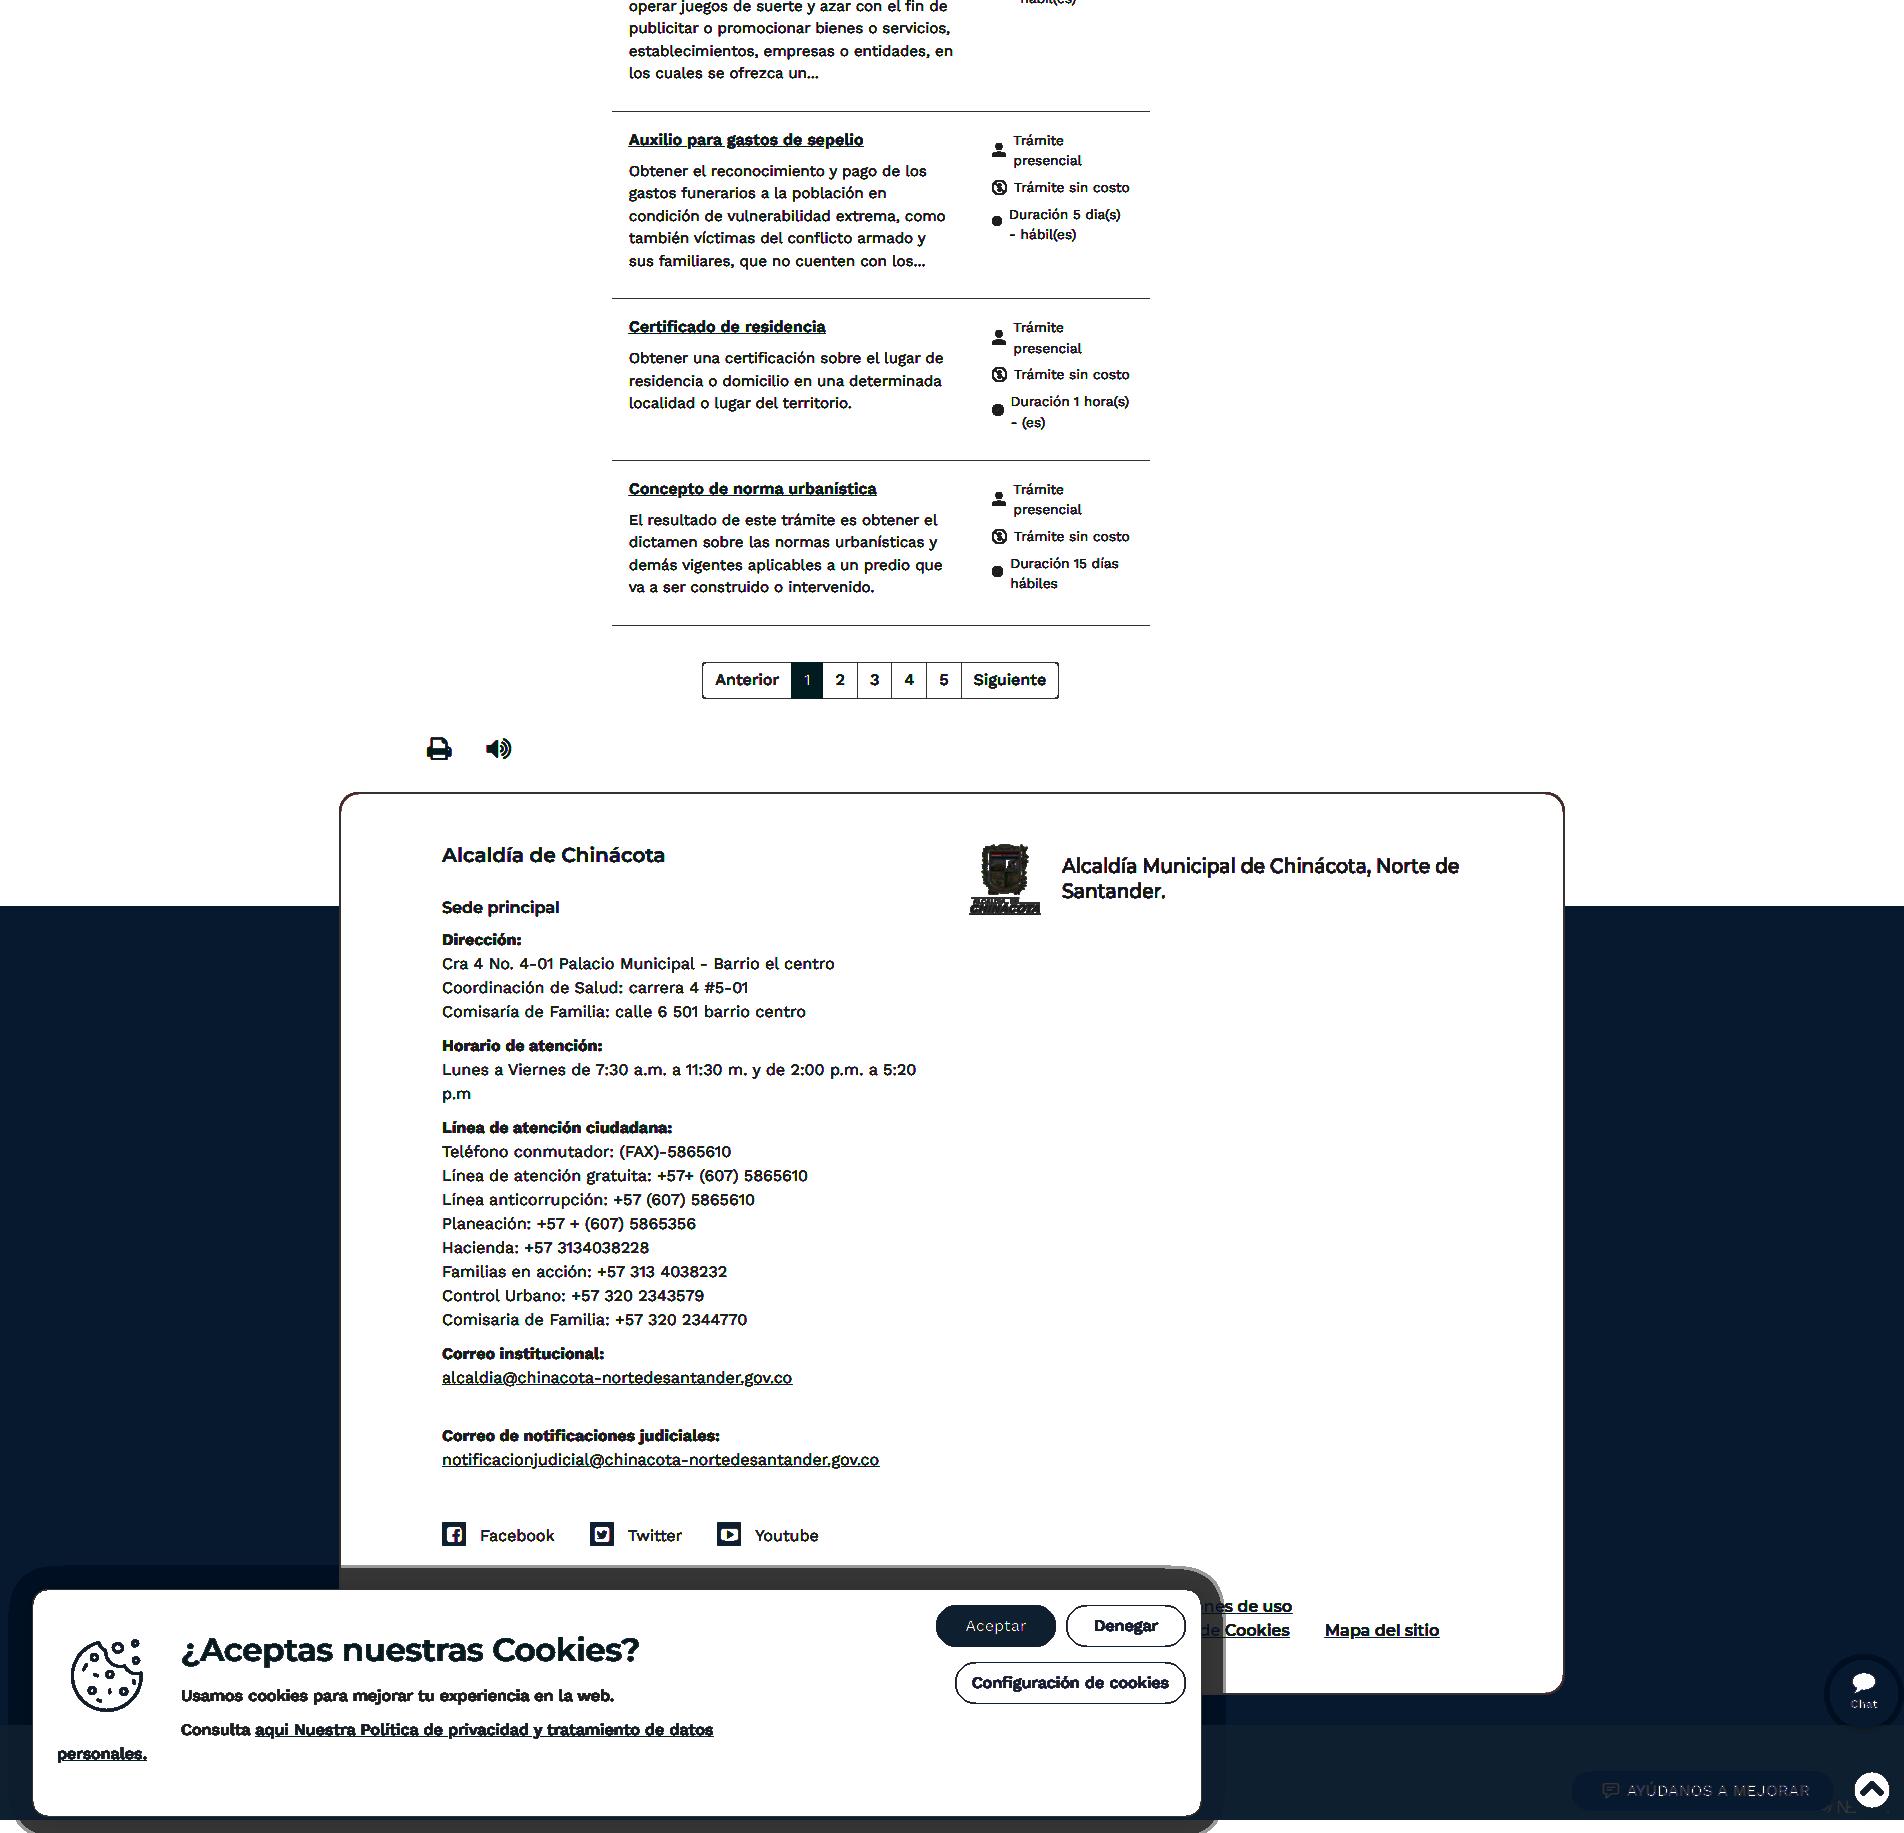 operar juegos de suerte y azar con el fin de
publicitar o promocionar bienes o servicios,
establecimientos, empresas o entidades, en
los cuales se ofrezca un...
Auxilio para gastos de sepelio
Obtener el reconocimiento y pago de los
gastos funerarios a la población en
condición de vulnerabilidad extrema, como
también víctimas del conflicto armado y
sus familiares, que no cuenten con los...
Trámite
presencial
Trámite sin costo
Duración 5 dia(s)
- hábil(es)
Certificado de residencia
Obtener una certificación sobre el lugar de
residencia o domicilio en una determinada
localidad o lugar del territorio.
Trámite
presencial
Trámite sin costo
Duración 1 hora(s)
- (es)
Concepto de norma urbanística
El resultado de este trámite es obtener el
dictamen sobre las normas urbanísticas y
demás vigentes aplicables a un predio que
va a ser construido o intervenido.
Trámite
presencial
Trámite sin costo
Duración 15 días
hábiles
Anterior 1 2 3 4 5 Siguiente
Alcaldía de Chinácota
Sede principal
Dirección:
Cra 4 No. 4-01 Palacio Municipal - Barrio el centro
Coordinación de Salud: carrera 4 #5-01
Comisaría de Familia: calle 6 501 barrio centro
Horario de atención:
Lunes a Viernes de 7:30 a.m. a 11:30 m. y de 2:00 p.m. a 5:20
p.m
Línea de atención ciudadana:
Teléfono conmutador: (FAX)-5865610
Línea de atención gratuita: +57+ (607) 5865610
Línea anticorrupción: +57 (607) 5865610
Planeación: +57 + (607) 5865356
Hacienda: +57 3134038228
Familias en acción: +57 313 4038232
Control Urbano: +57 320 2343579
Comisaria de Familia: +57 320 2344770
Correo institucional:
alcaldia@chinacota-nortedesantander.gov.co
Correo de notificaciones judiciales:
notificacionjudicial@chinacota-nortedesantander.gov.co
Facebook Twitter Youtube
CHINACOTA
Alcaldía Municipal de Chinácota, Norte de
Santander.
de uso
de Cookies Mapa del sitio
¿Aceptas nuestras Cookies?
Usamos cookies para mejorar tu experiencia en la web.
Consulta aqui Nuestra Política de privacidad y tratamiento de datos
personales.
Aceptar Denegar
Configuración de cookies
Chat
AYÚDANOS A MEJORAR